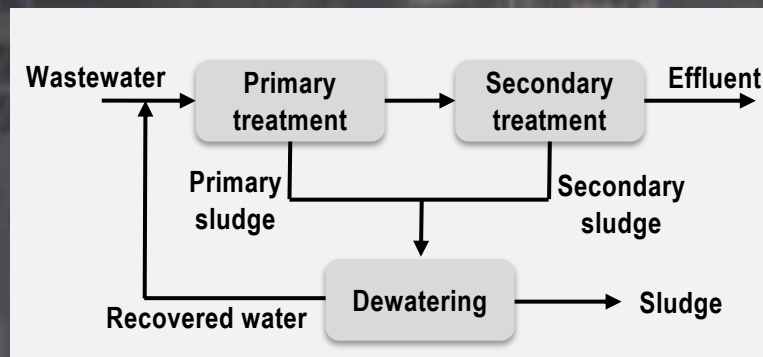 Wastewater
Primary
treatment
Secondary
treatment
Effluent
Primary
sludge
Secondary
sludge
Dewatering
Sludge
Recovered water